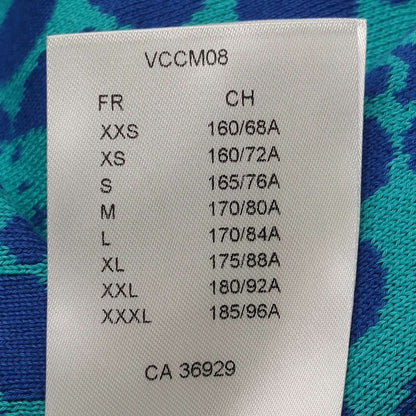 VCCM08
FR CH
XXS 160/68A
XS 160/72A
S 165/76A
M 170/80A
L 170/84A
XL 175/88A
XXL 180/92A
XXXL 185/96A
CA 36929